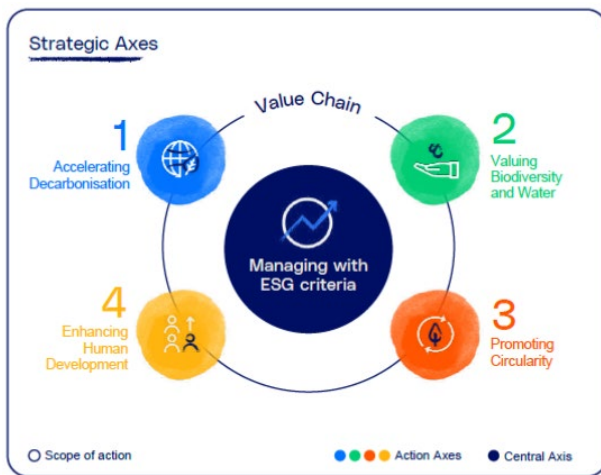 Strategic Axes
Value Chain
1
Accelerating
Decarbonisation
2
Valuing
Biodiversity
and Water
Managing with
ESG criteria
4
Enhancing
Human
Development
3
Promoting
Circularity
Scope of action
Action Axes
Central Axis